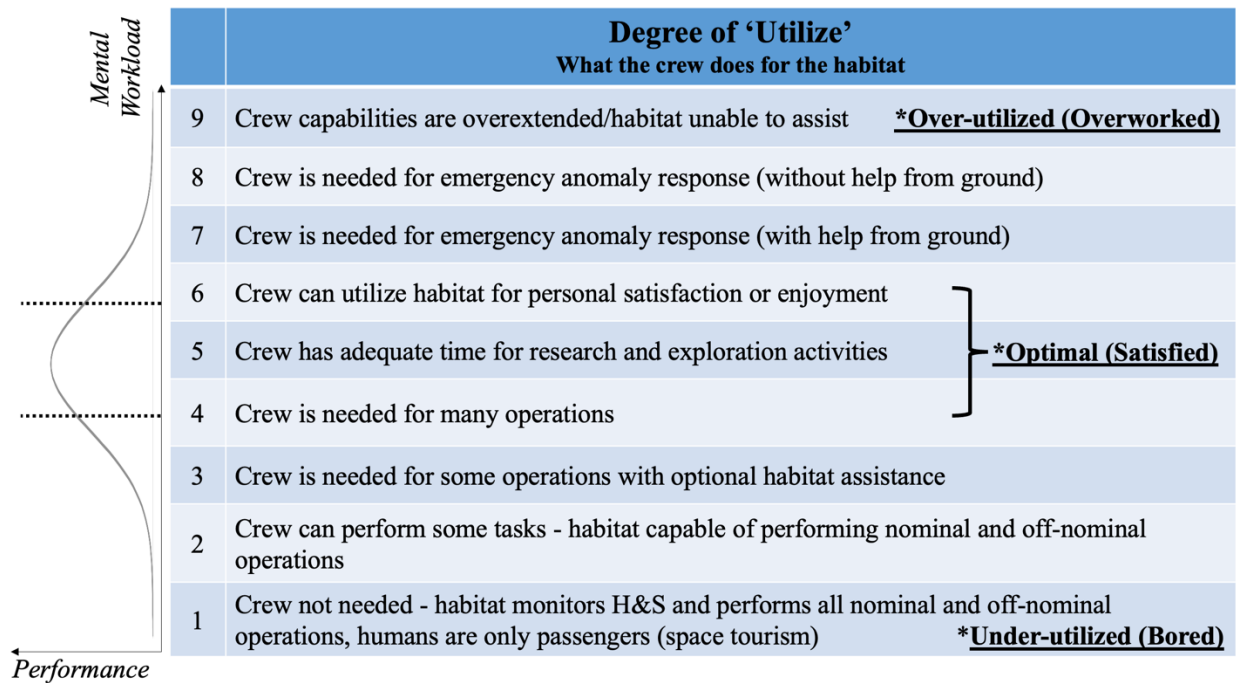 Mental
Workload
Degree of ‘Utilize’
What the crew does for the habitat
9 Crew capabilities are overextended/habitat unable to assist *Over-utilized (Overworked)
8 Crew is needed for emergency anomaly response (without help from ground)
7 Crew is needed for emergency anomaly response (with help from ground)
6 Crew can utilize habitat for personal satisfaction or enjoyment
5 Crew has adequate time for research and exploration activities *Optimal (Satisfied)
4 Crew is needed for many operations
3 Crew is needed for some operations with optional habitat assistance
2 Crew can perform some tasks - habitat capable of performing nominal and off-nominal
operations
1 Crew not needed - habitat monitors H&S and performs all nominal and off-nominal
operations, humans are only passengers (space tourism) *Under-utilized (Bored)
Performance